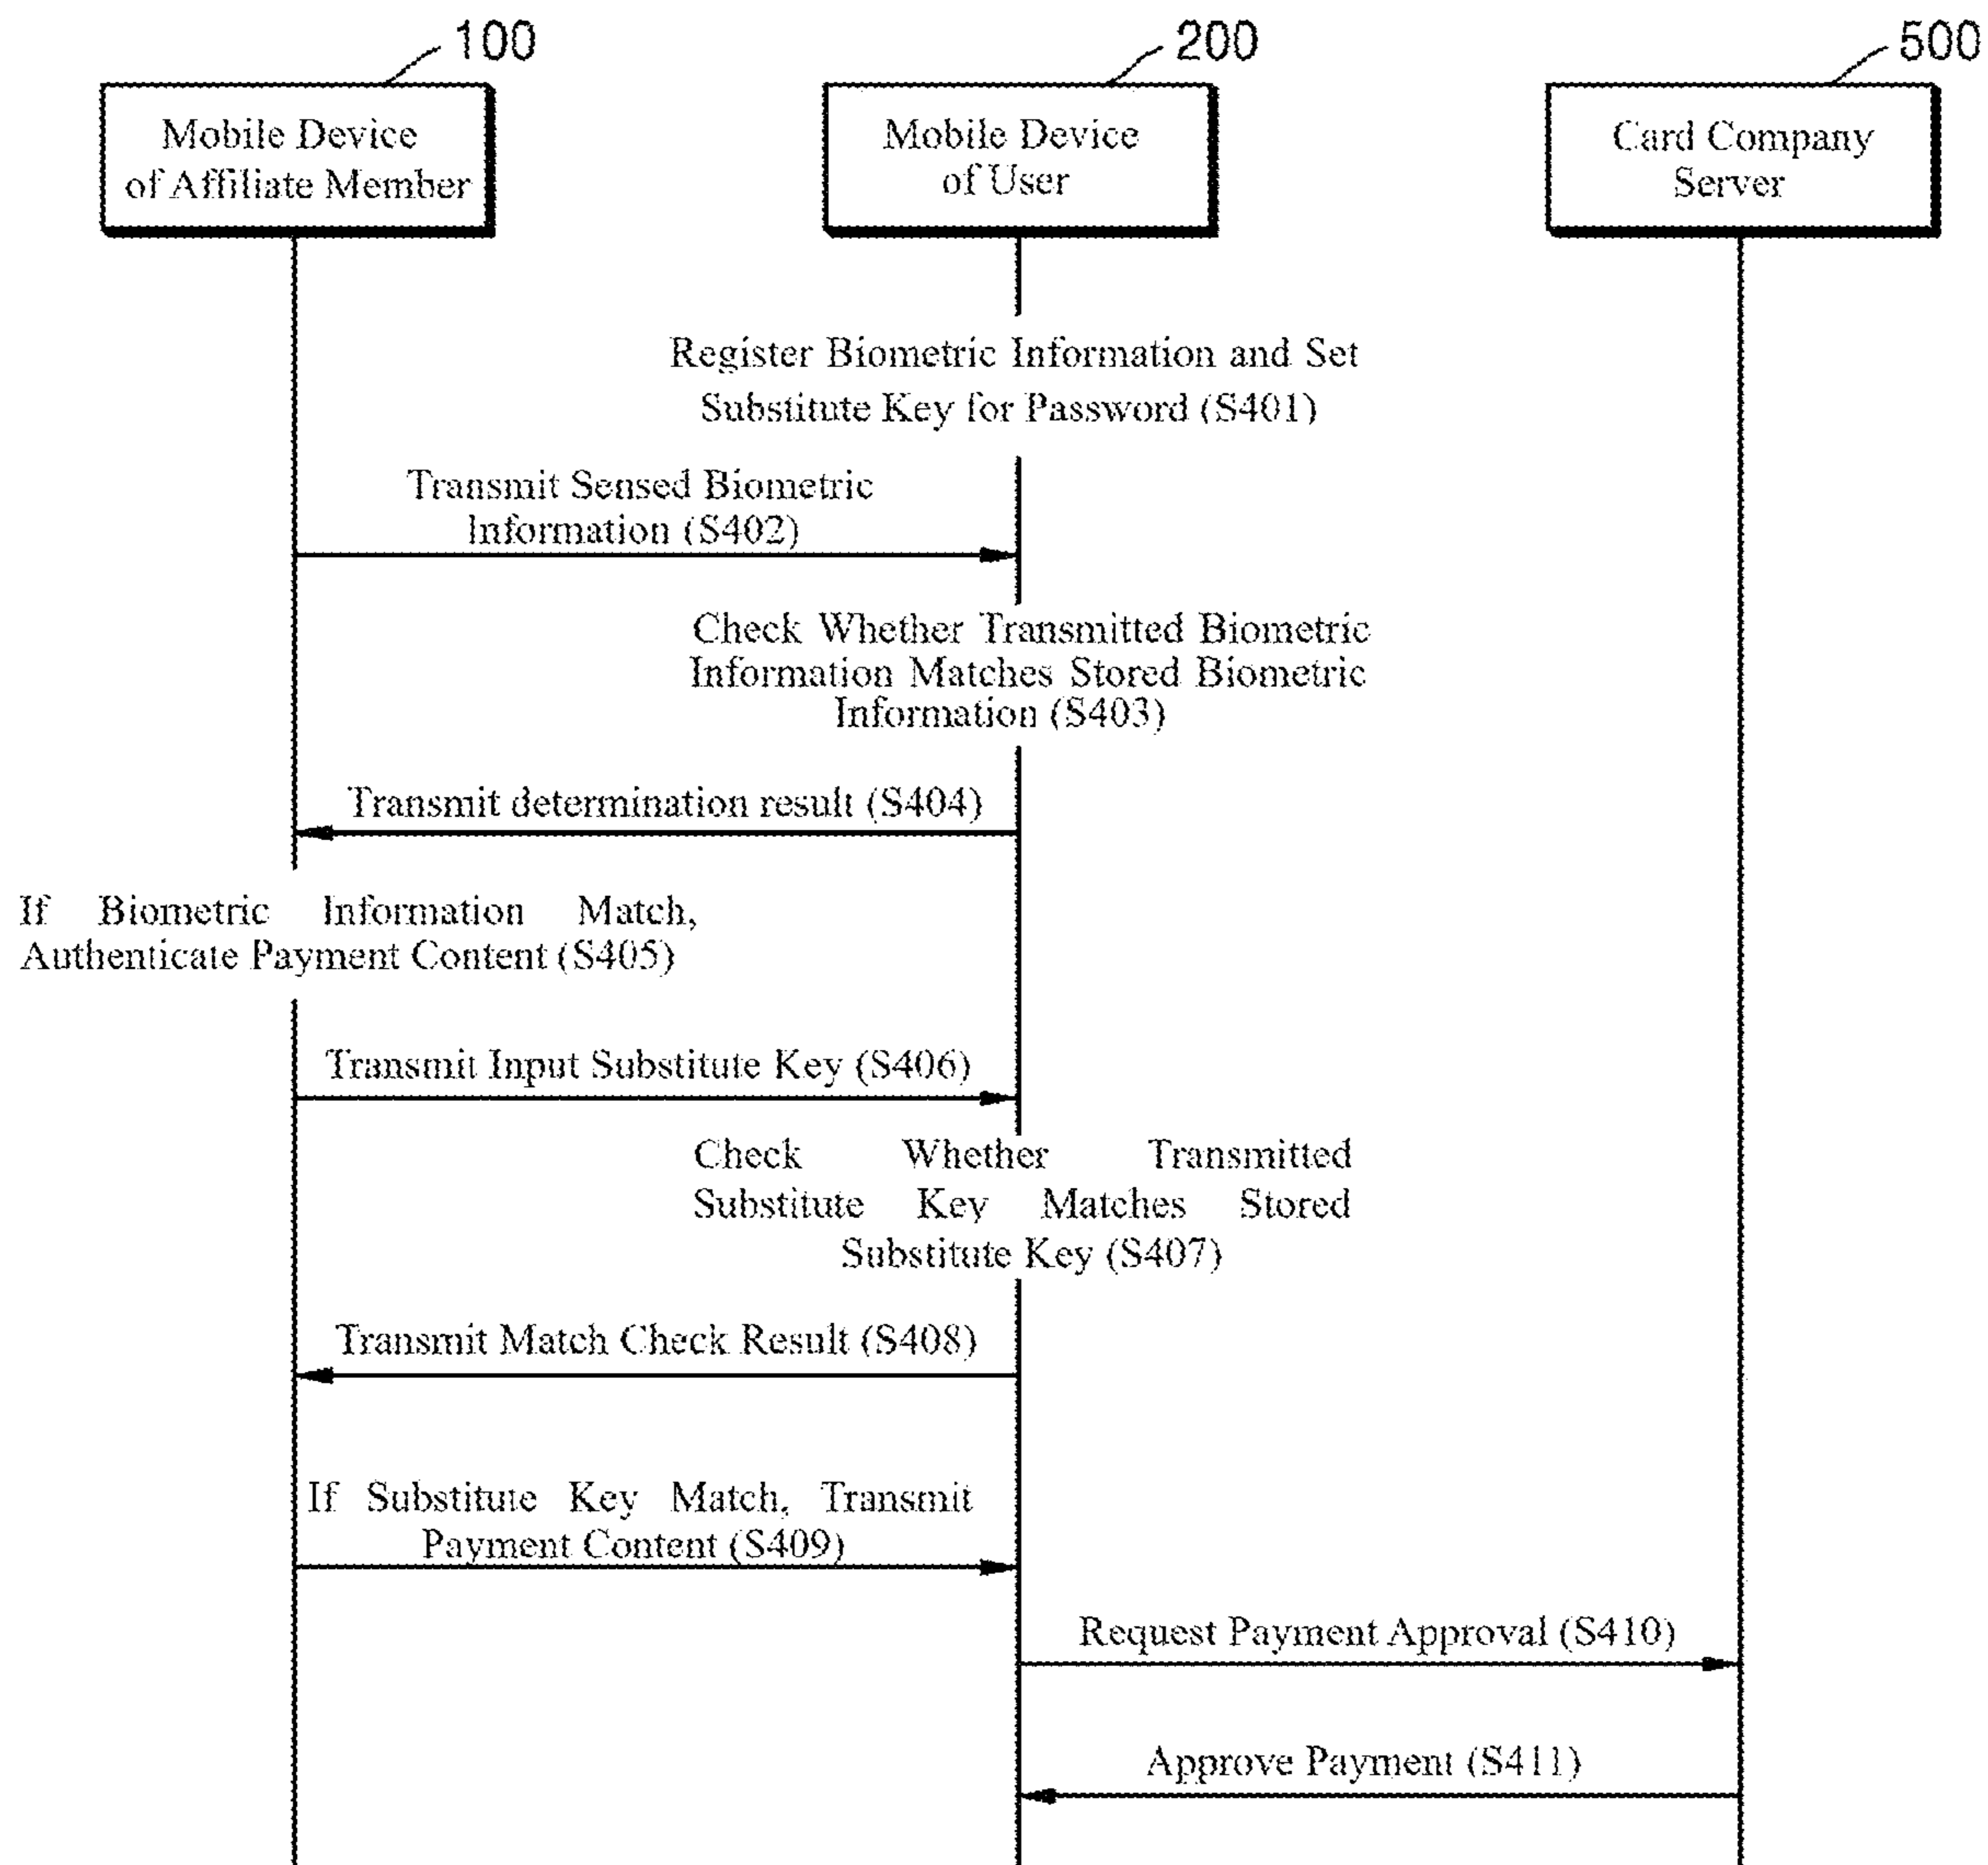 100
200
500
Mobile Device
of Affiliate Member
Mobile Device
of User
Card Company
Server
Register Biometric Information and Set
Substitute Key for Password (S401)
Transmit Sensed Biometric
Information (S402)
Check Whether Transmitted Biometric
Information Matches Stored Biometric
Information (S403)
Transmit determination result (S404)
If Biometric Information Match,
Authenticate Payment Content (S405)
Transmit Input Substitute Key (S406)
Check Whether Transmitted
Substitute Key Matches Stored
Substitute Key (S407)
Transmit Match Check Result (S408)
If Substitute Key Match, Transmit
Payment Content (S409)
Request Payment Approval (S410)
Approve Payment (S411)